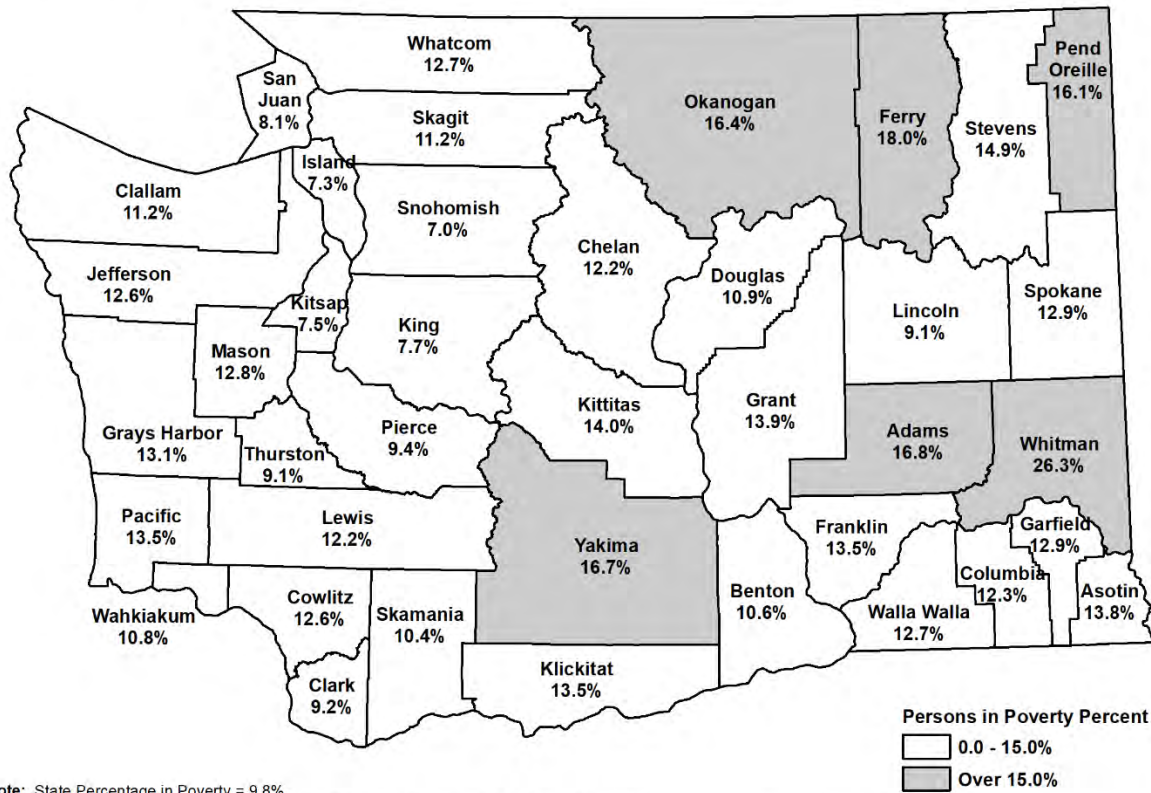 Whatcom
12.7%
San
Juan
8.1%
Skagit
11.2%
Island
7.3%
Clallam
11.2%
Snohomish
7.0%
Okanogan
16.4%
Ferry
18.0%
Stevens
14.9%
Pend
Oreille
16.1%
Chelan
12.2%
Douglas
10.9%
Jefferson
12.6%
Kitsap
7.5%
King
7.7%
Lincoln
9.1%
Spokane
12.9%
Mason
12.8%
Grays Harbor
13.1%
Thurston
9.1%
Pierce
9.4%
Kittitas
14.0%
Grant
13.9%
Adams
16.8%
Whitman
26.3%
Pacific
13.5%
Lewis
12.2%
Yakima
16.7%
Franklin
13.5%
Garfield
12.9%
Columbia
12.3%
Asotin
13.8%
Benton
10.6%
Walla Walla
12.7%
Wahkiakum
10.8%
Cowlitz
12.6%
Skamania
10.4%
Clark
9.2%
Klickitat
13.5%
Persons in Poverty Percent
0.0 - 15.0%
Over 15.0%
ote: State Percentage in Poverty = 9.8%